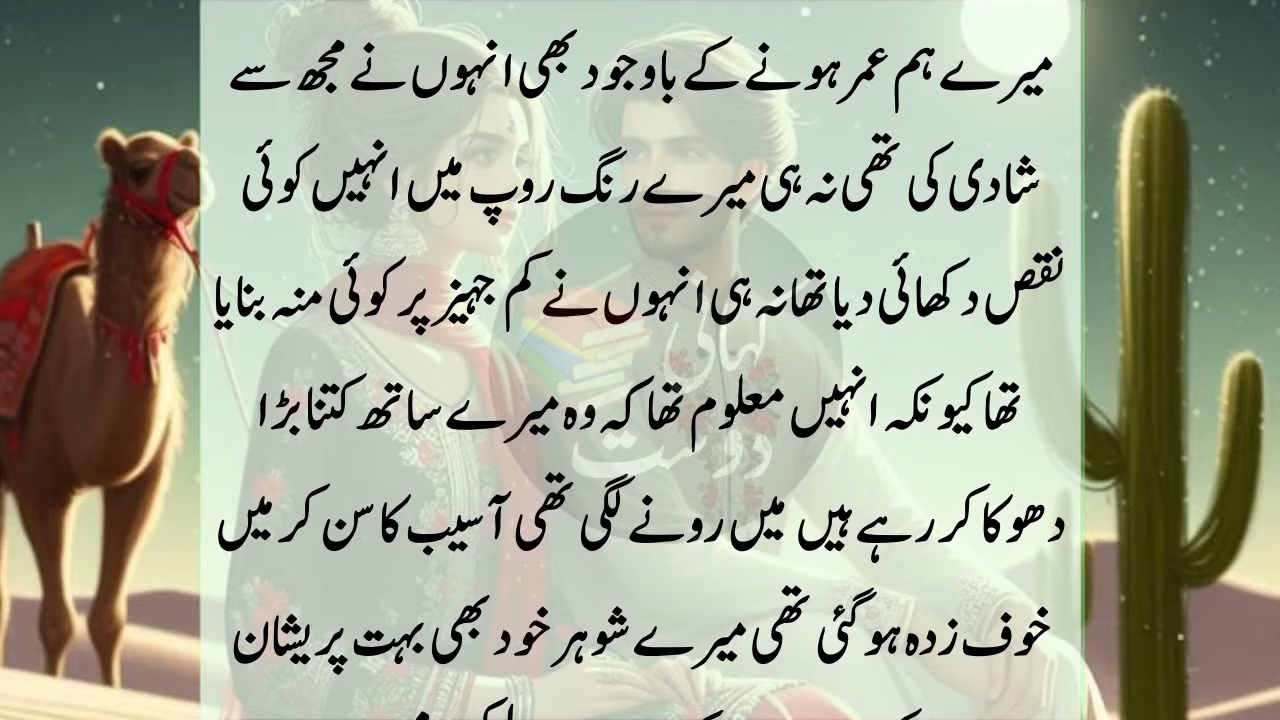 میرے ہم عمر ہونے کے باوجود بھی انہوں نے مجھ سے
شادی کی تھی نہ ہی میرے رنگ روپ میں انہیں کوئی
نقص دکھائی دیا تھا نہ ہی انہوں نے کم جہیز پر کوئی منہ بنایا
تھا کیونکہ انہیں معلوم تھا کہ وہ میرے ساتھ کتنا بڑا
دھوکا کر رہے ہیں میں رونے لگی تھی آسیب کا سن کر میں
خوف زدہ ہو گئی تھی میرے شوہر خود بھی بہت پریشان
کہانی
دوست